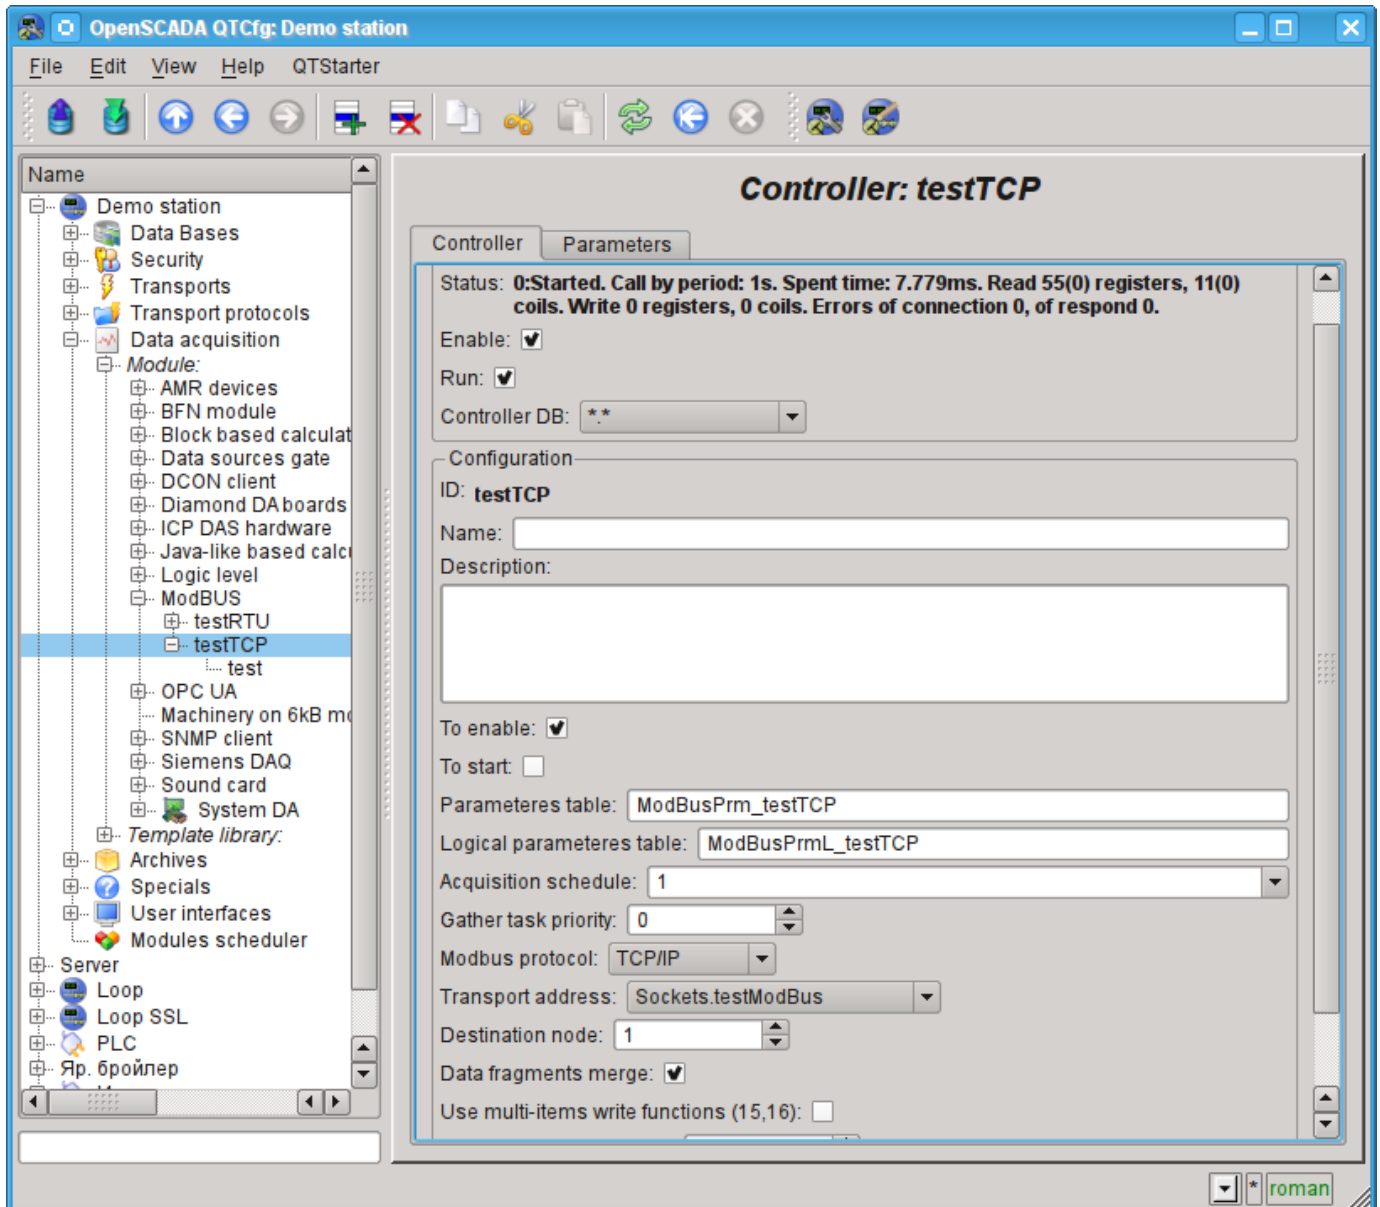 OpenSCADA QTCfg: Demo station
File Edit View Help QTStarter
Name
Demo station
Data Bases
Security
Transports
Transport protocols
Data acquisition
Module:
AMR devices
BFN module
Block based calculat
Data sources gate
DCON client
Diamond DA boards
ICP DAS hardware
Java-like based calcu
Logic level
ModBUS
testRTU
testTCP
test
OPC UA
Machinery on 6kB mo
SNMP client
Siemens DAQ
Sound card
System DA
Template library:
Archives
Specials
User interfaces
Modules scheduler
Server
Loop
Loop SSL
PLC
Яр. бройлер
Controller: testTCP
Controller Parameters
Status: 0:Started. Call by period: 1s. Spent time: 7.779ms. Read 55(0) registers, 11(0)
coils. Write 0 registers, 0 coils. Errors of connection 0, of respond 0.
Enable:
Run:
Controller DB: *.*
Configuration
ID: testTCP
Name:
Description:
To enable:
To start:
Parameteres table: ModBusPrm_testTCP
Logical parameteres table: ModBusPrmL_testTCP
Acquisition schedule: 1
Gather task priority: 0
Modbus protocol: TCP/IP
Transport address: Sockets.testModBus
Destination node: 1
Data fragments merge:
Use multi-items write functions (15,16):
* roman